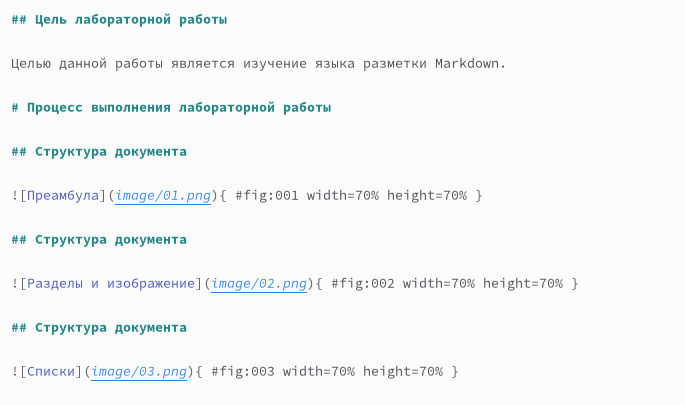 ## Цель лабораторной работы
Целью данной работы является изучение языка разметки Markdown.
# Процесс выполнения лабораторной работы
## Структура документа
![Преамбула](image/01.png){ #fig:001 width=70% height=70% }
## Структура документа
![Разделы и изображение](image/02.png){ #fig:002 width=70% height=70% }
## Структура документа
![Списки](image/03.png){ #fig:003 width=70% height=70% }